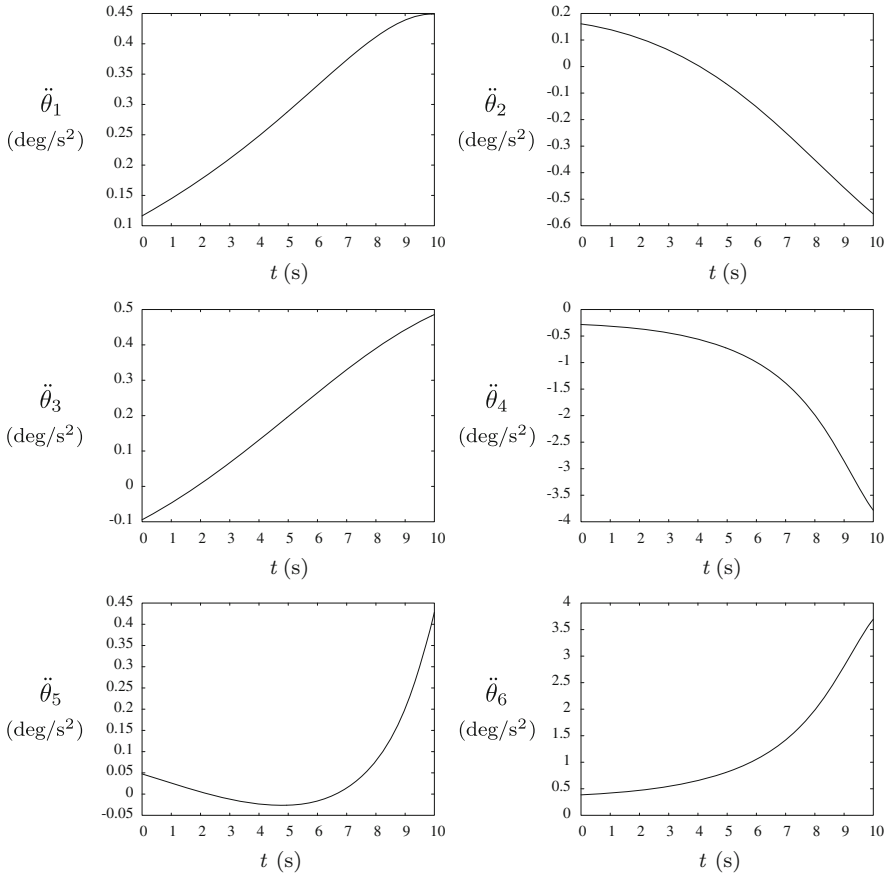 0.45
0.4
0.35
0.3
0.25
0.2
0.15
0.1
θ̈₁
(deg/s²)
0 1 2 3 4 5 6 7 8 9 10
t (s)
0.2
0.1
0
-0.1
-0.2
-0.3
-0.4
-0.5
-0.6
θ̈₂
(deg/s²)
0 1 2 3 4 5 6 7 8 9 10
t (s)
0.5
0.4
0.3
0.2
0.1
0
-0.1
θ̈₃
(deg/s²)
0 1 2 3 4 5 6 7 8 9 10
t (s)
0
-0.5
-1
-1.5
-2
-2.5
-3
-3.5
-4
θ̈₄
(deg/s²)
0 1 2 3 4 5 6 7 8 9 10
t (s)
0.45
0.4
0.35
0.3
0.25
0.2
0.15
0.1
0.05
0
-0.05
θ̈₅
(deg/s²)
0 1 2 3 4 5 6 7 8 9 10
t (s)
4
3.5
3
2.5
2
1.5
1
0.5
0
θ̈₆
(deg/s²)
0 1 2 3 4 5 6 7 8 9 10
t (s)